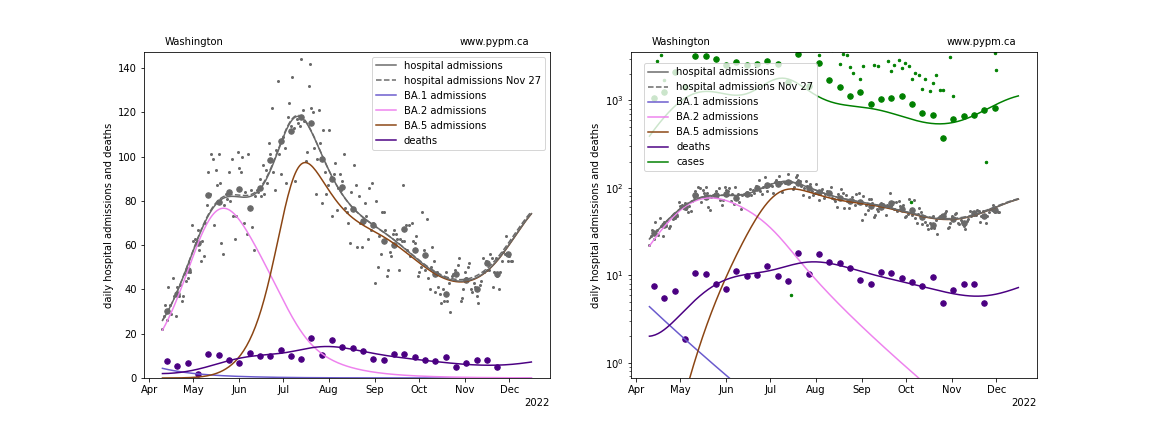 Washington www.pypm.ca
daily hospital admissions and deaths
140
120
100
80
60
40
20
0
hospital admissions
hospital admissions Nov 27
BA.1 admissions
BA.2 admissions
BA.5 admissions
deaths
Apr May Jun Jul Aug Sep Oct Nov Dec
2022
Washington www.pypm.ca
daily hospital admissions and deaths
10³
10²
10¹
10⁰
hospital admissions
hospital admissions Nov 27
BA.1 admissions
BA.2 admissions
BA.5 admissions
deaths
cases
Apr May Jun Jul Aug Sep Oct Nov Dec
2022